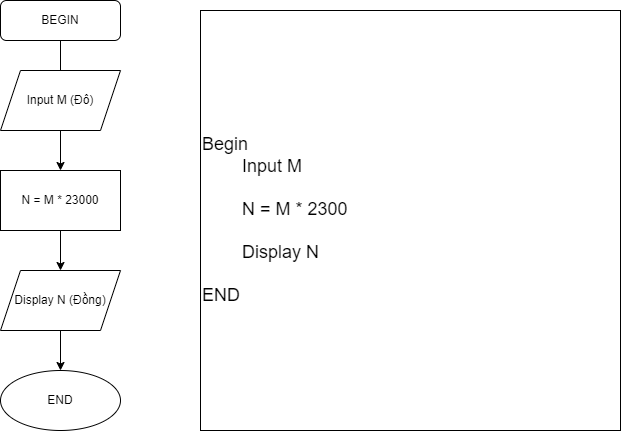 BEGIN
Input M (Đô)
N = M * 23000
Display N (Đồng)
END
Begin
Input M
N = M * 2300
Display N
END